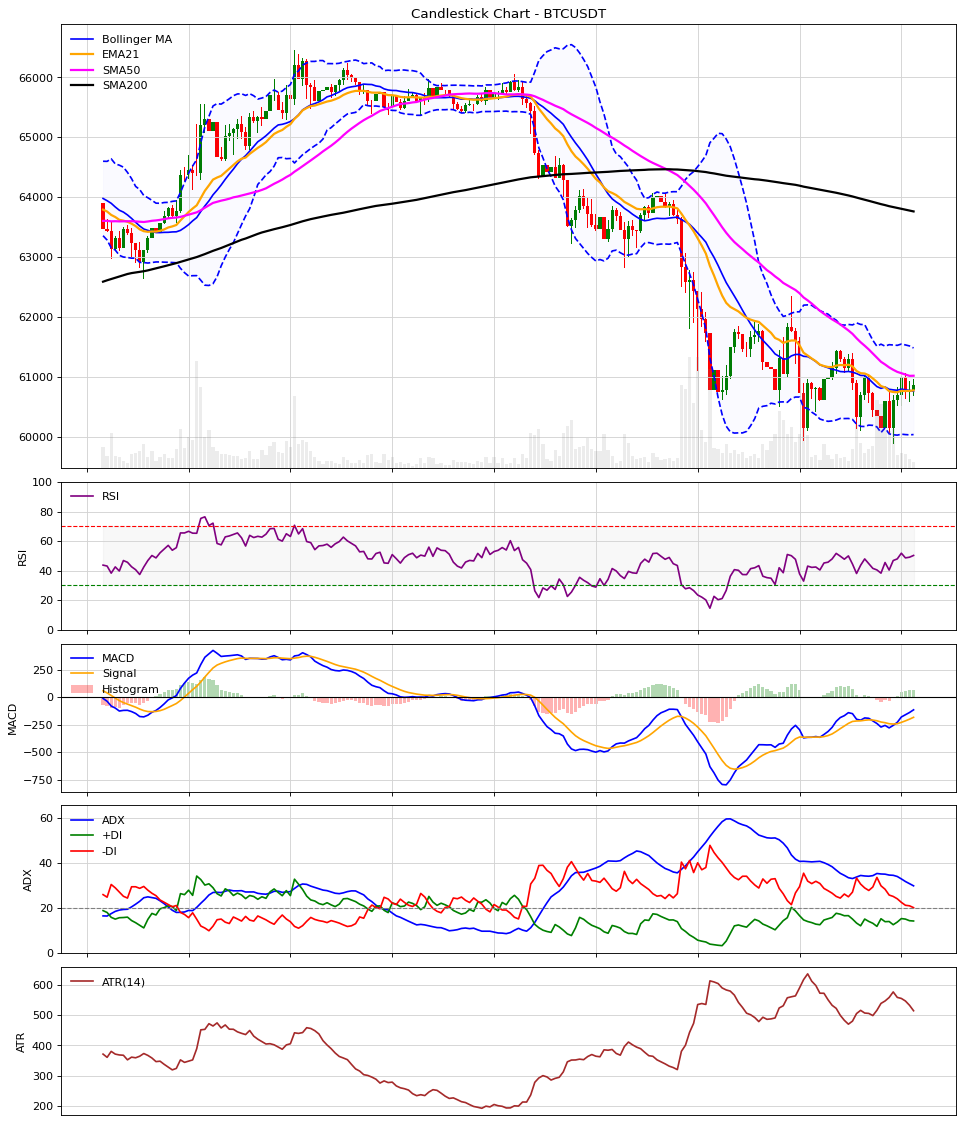 Candlestick Chart - BTCUSDT
Bollinger MA
EMA21
SMA50
SMA200
66000
65000
64000
63000
62000
61000
60000
RSI
RSI
100
80
60
40
20
0
MACD
Signal
Histogram
MACD
250
0
−250
−500
−750
ADX
+DI
-DI
ADX
60
40
20
0
ATR(14)
ATR
600
500
400
300
200